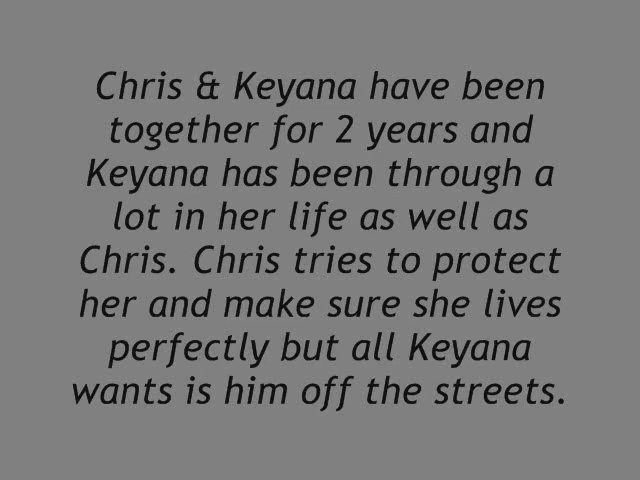 Chris & Keyana have been
together for 2 years and
Keyana has been through a
lot in her life as well as
Chris. Chris tries to protect
her and make sure she lives
perfectly but all Keyana
wants is him off the streets.